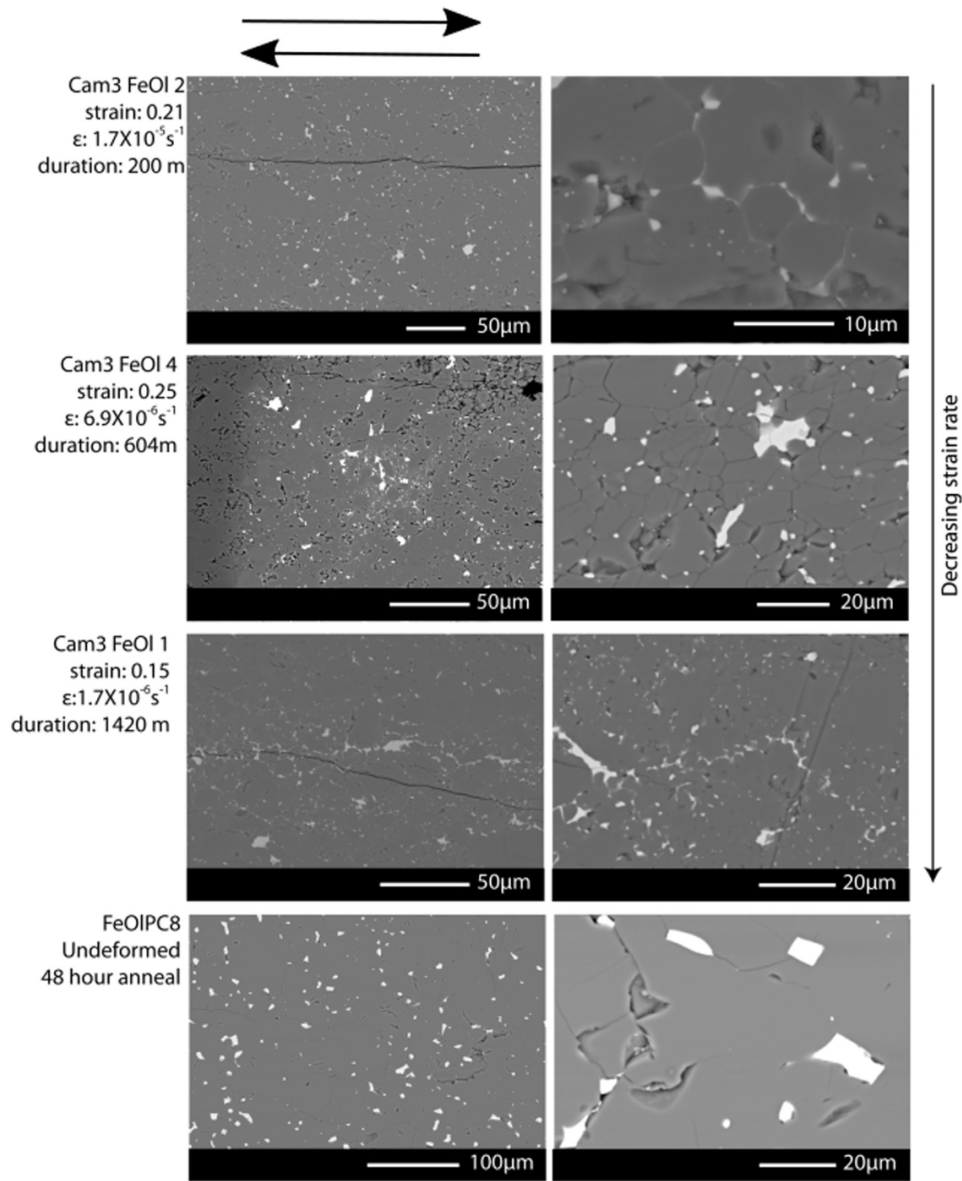 Cam3 FeOl 2
strain: 0.21
ε: 1.7X10⁻⁵s⁻¹
duration: 200 m
50µm
10µm
Cam3 FeOl 4
strain: 0.25
ε: 6.9X10⁻⁶s⁻¹
duration: 604m
50µm
20µm
Cam3 FeOl 1
strain: 0.15
ε:1.7X10⁻⁶s⁻¹
duration: 1420 m
50µm
20µm
FeOlPC8
Undeformed
48 hour anneal
100µm
20µm
Decreasing strain rate